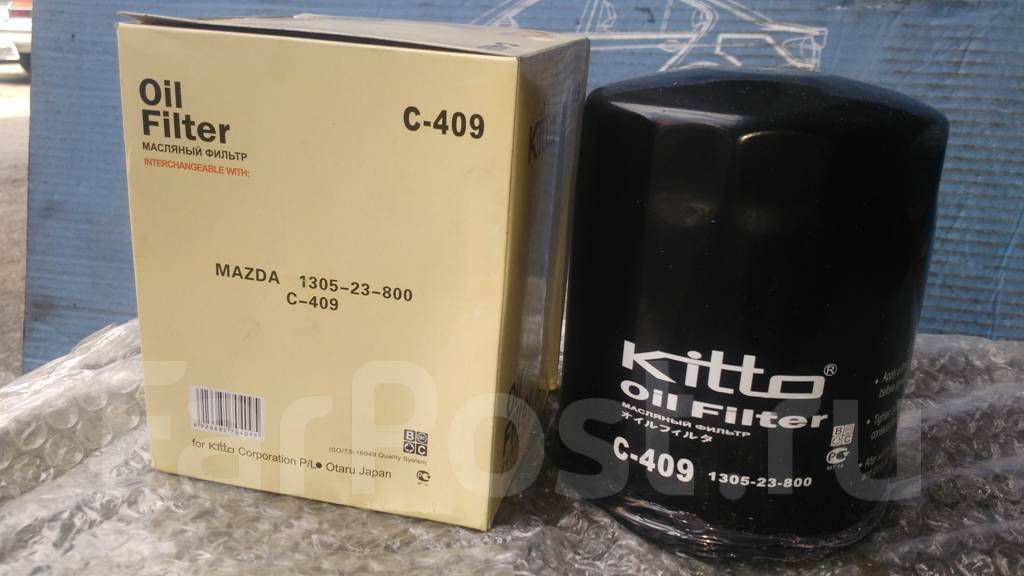 Oil
Filter
МАСЛЯНЫЙ ФИЛЬТР
INTERCHANGEABLE WITH:
C-409
MAZDA 1305-23-800
C-409
ISO/TS-16949 Quality System
for Kitto Corporation P/L Otaru Japan
Kitto
Kitto®
Oil Filter
МАСЛЯНЫЙ ФИЛЬТР
オイルフィルタ
C-409 1305-23-800
B
C
B
C
FarPost.ru